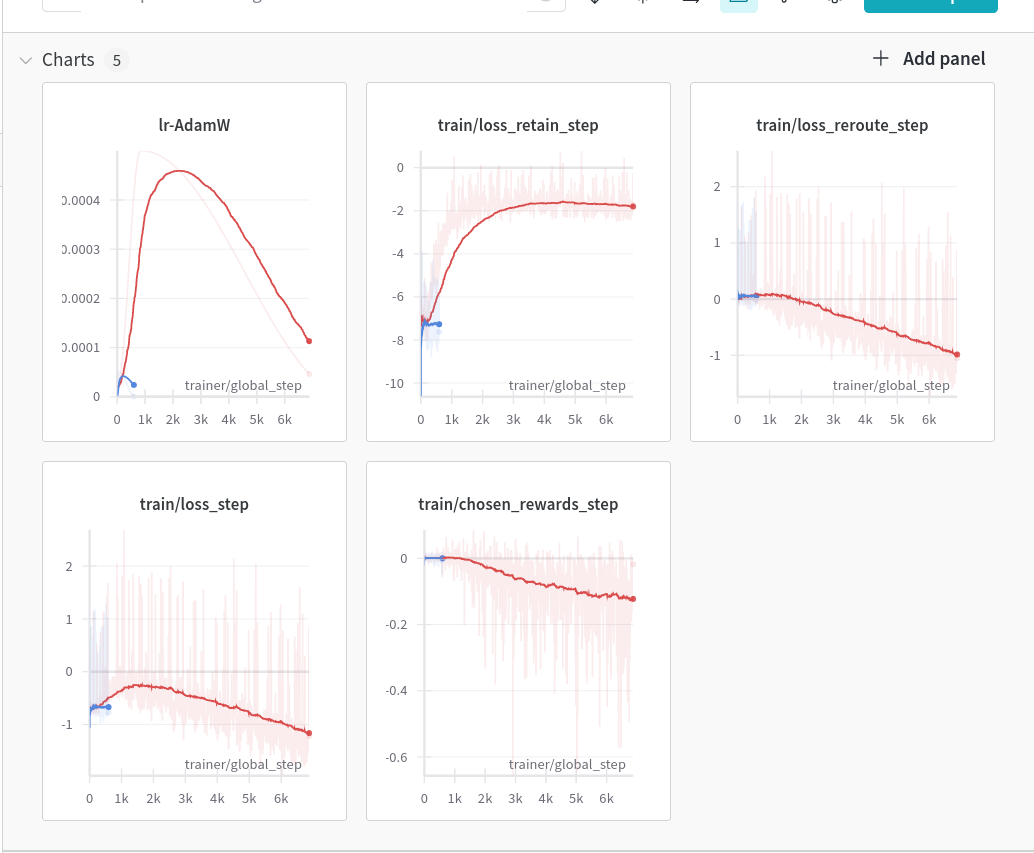 Charts 5
Add panel
lr-AdamW
0.0004
0.0003
0.0002
0.0001
0
trainer/global_step
0 1k 2k 3k 4k 5k 6k
train/loss_retain_step
0
-2
-4
-6
-8
-10
trainer/global_step
0 1k 2k 3k 4k 5k 6k
train/loss_reroute_step
2
1
0
-1
trainer/global_step
0 1k 2k 3k 4k 5k 6k
train/loss_step
2
1
0
-1
trainer/global_step
0 1k 2k 3k 4k 5k 6k
train/chosen_rewards_step
0
-0.2
-0.4
-0.6
trainer/global_step
0 1k 2k 3k 4k 5k 6k